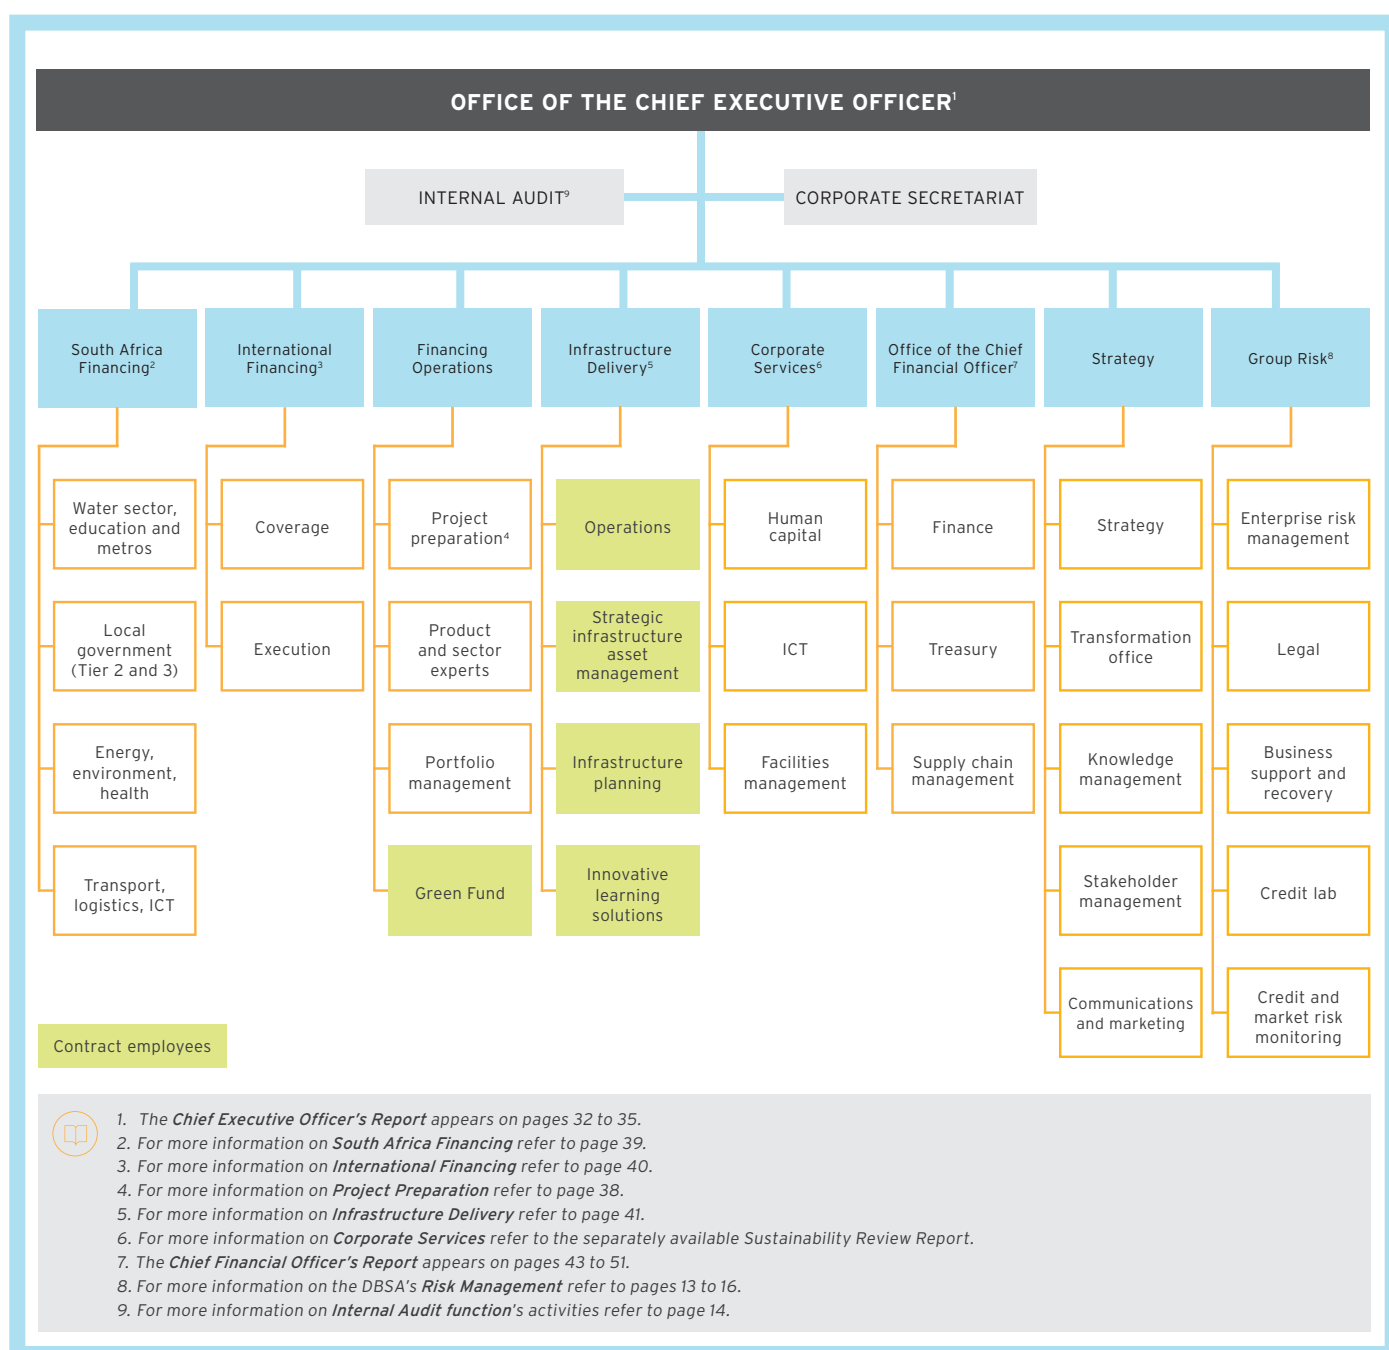 OFFICE OF THE CHIEF EXECUTIVE OFFICER¹
INTERNAL AUDIT⁹
CORPORATE SECRETARIAT
South Africa
Financing²
International
Financing³
Financing
Operations
Infrastructure
Delivery⁵
Corporate
Services⁶
Office of the Chief
Financial Officer⁷
Strategy
Group Risk⁸
Water sector,
education and
metros
Local
government
(Tier 2 and 3)
Energy,
environment,
health
Transport,
logistics, ICT
Coverage
Execution
Project
preparation⁴
Product
and sector
experts
Portfolio
management
Green Fund
Operations
Strategic
infrastructure
asset
management
Infrastructure
planning
Innovative
learning
solutions
Human
capital
ICT
Facilities
management
Finance
Treasury
Supply chain
management
Strategy
Transformation
office
Knowledge
management
Stakeholder
management
Communications
and marketing
Enterprise risk
management
Legal
Business
support and
recovery
Credit lab
Credit and
market risk
monitoring
Contract employees
1. The Chief Executive Officer's Report appears on pages 32 to 35.
2. For more information on South Africa Financing refer to page 39.
3. For more information on International Financing refer to page 40.
4. For more information on Project Preparation refer to page 38.
5. For more information on Infrastructure Delivery refer to page 41.
6. For more information on Corporate Services refer to the separately available Sustainability Review Report.
7. The Chief Financial Officer's Report appears on pages 43 to 51.
8. For more information on the DBSA's Risk Management refer to pages 13 to 16.
9. For more information on Internal Audit function's activities refer to page 14.